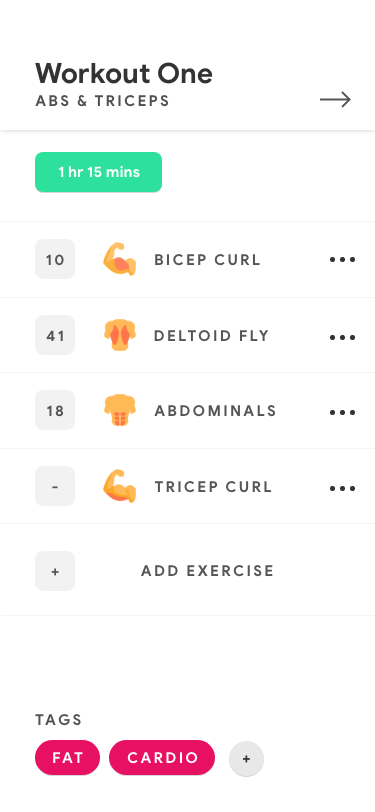 Workout One
ABS & TRICEPS
1 hr 15 mins
10 BICEP CURL
41 DELTOID FLY
18 ABDOMINALS
- TRICEP CURL
+ ADD EXERCISE
TAGS
FAT CARDIO +